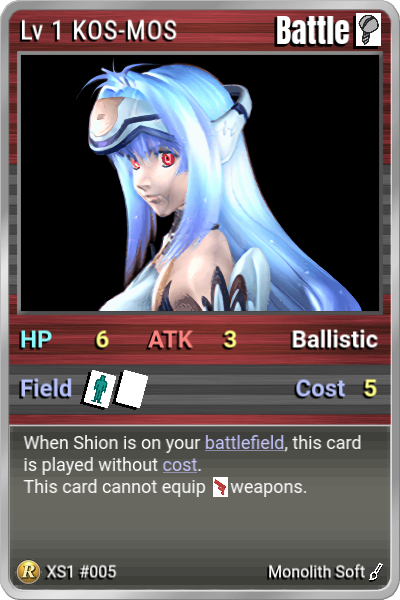 Lv 1 KOS-MOS Battle
HP 6 ATK 3 Ballistic
Field Cost 5
When Shion is on your battlefield, this card
is played without cost.
This card cannot equip weapons.
R XS1 #005 Monolith Soft